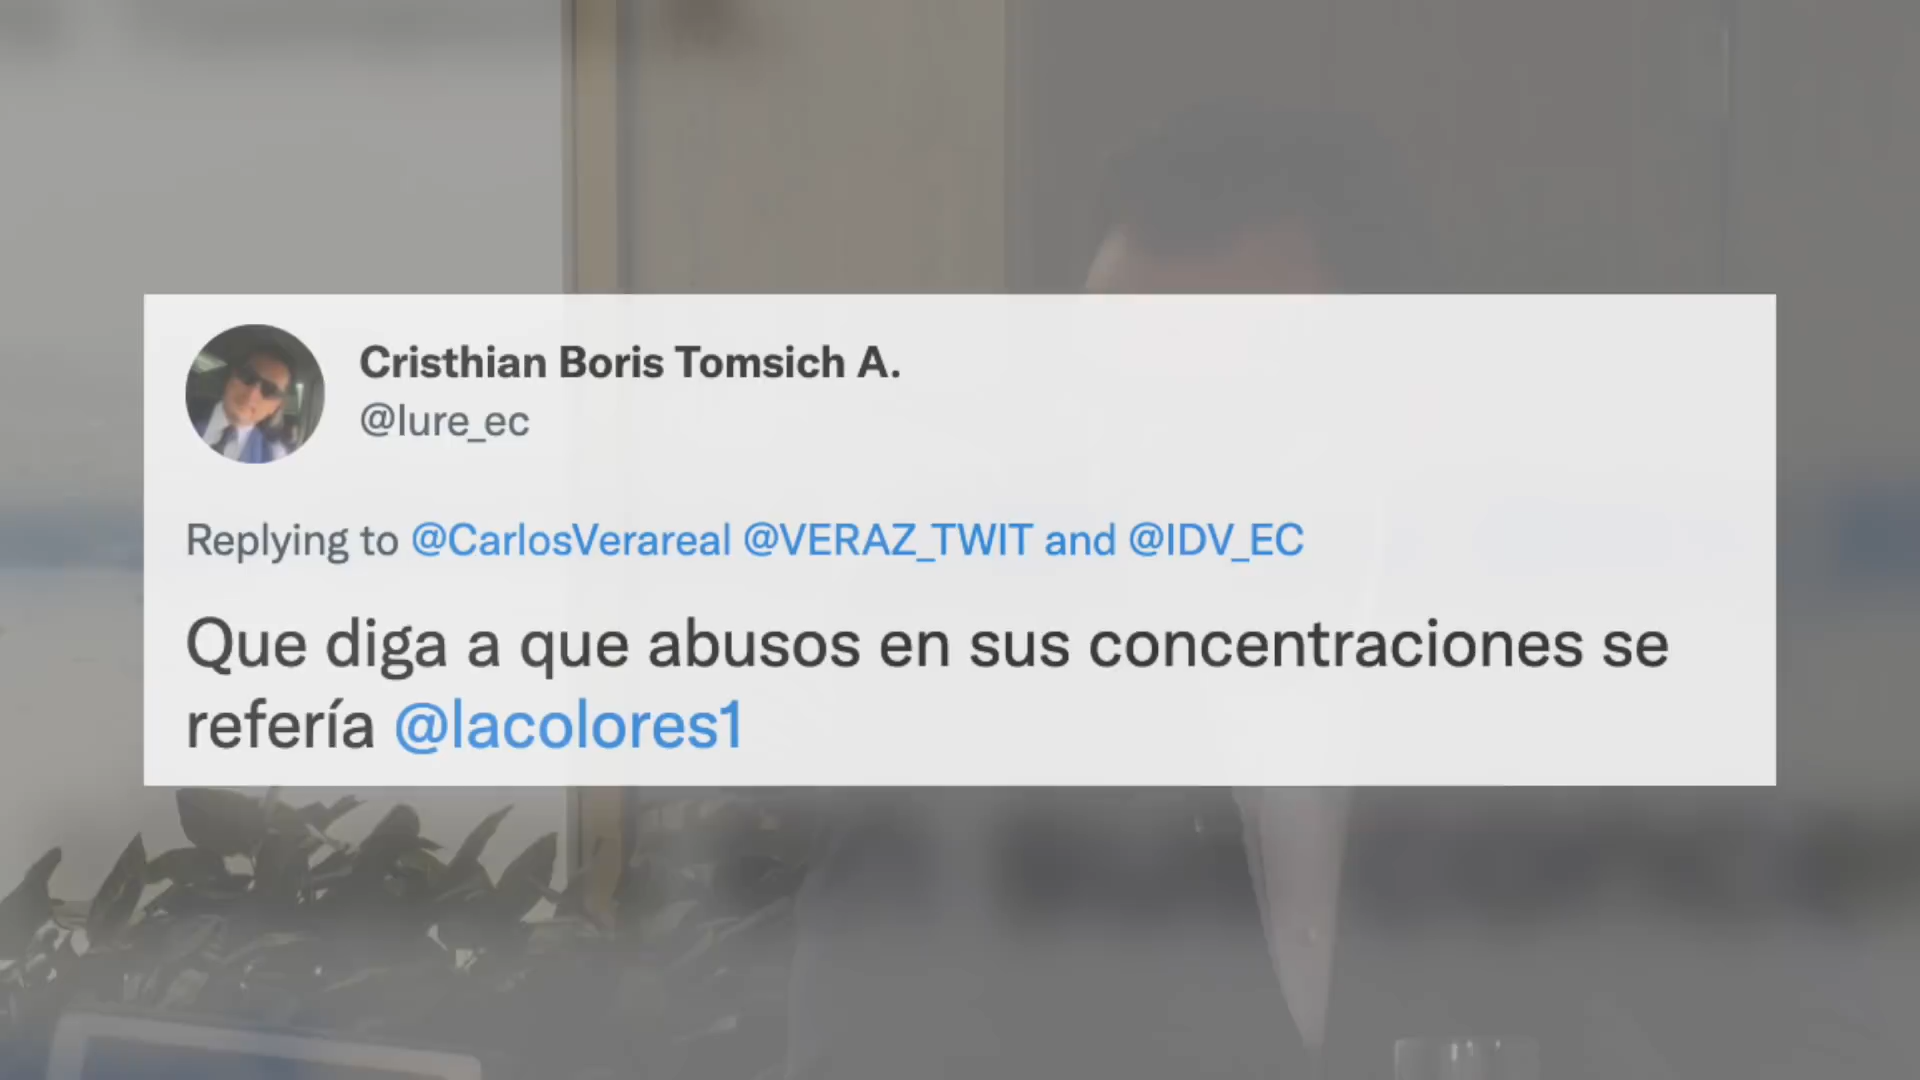 Cristhian Boris Tomsich A.
@lure_ec
Replying to @CarlosVerareal @VERAZ_TWIT and @IDV_EC
Que diga a que abusos en sus concentraciones se
refería @lacolores1